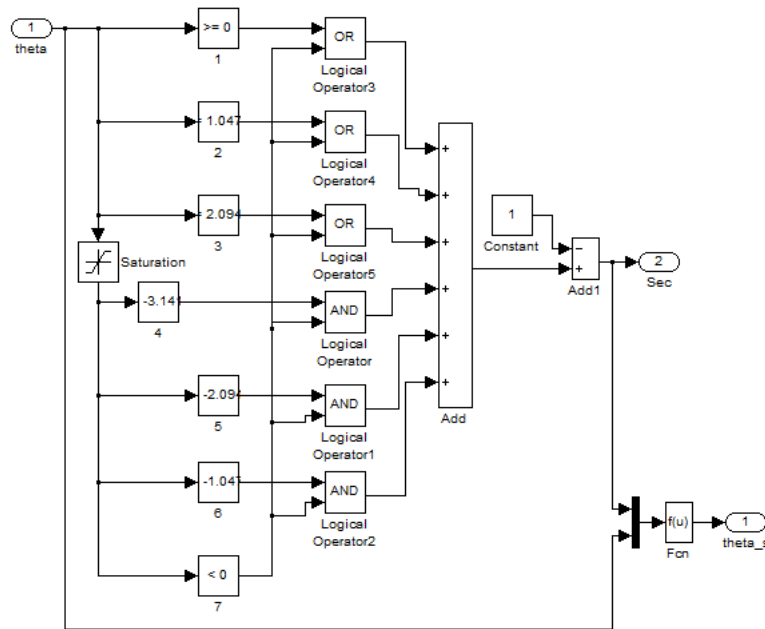 1
theta
>= 0
1
OR
Logical
Operator3
= 1.047
2
OR
Logical
Operator4
= 2.094
3
OR
Logical
Operator5
Saturation
-3.141
4
AND
Logical
Operator
-2.094
5
AND
Logical
Operator1
-1.047
6
AND
Logical
Operator2
< 0
7
+
+
+
+
+
+
Add
1
Constant
−
+
Add1
2
Sec
f(u)
Fcn
1
theta_s